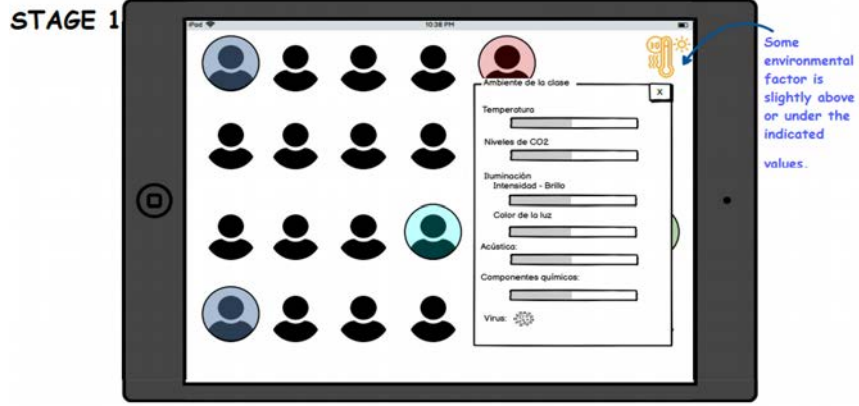 STAGE 1
iPad
10:38 PM
Some
environmental
factor is
slightly above
or under the
indicated
values.
Ambiente de la clase
X
Temperatura
Niveles de CO2
Iluminación
Intensidad - Brillo
Color de la luz
Acústica:
Componentes químicos:
Virus: